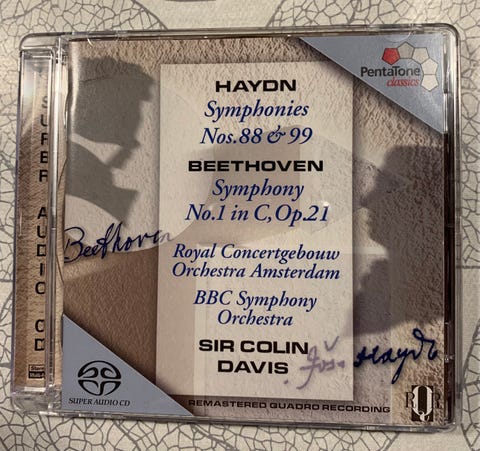 SUPER AUDIO CD
PentaTone
classics
HAYDN
Symphonies
Nos.88 & 99
BEETHOVEN
Symphony
No.1 in C, Op.21
Beethoven
Royal Concertgebouw
Orchestra Amsterdam
BBC Symphony
Orchestra
SIR COLIN
DAVIS
Haydn
SUPER AUDIO CD
REMASTERED QUADRO RECORDING
RQR